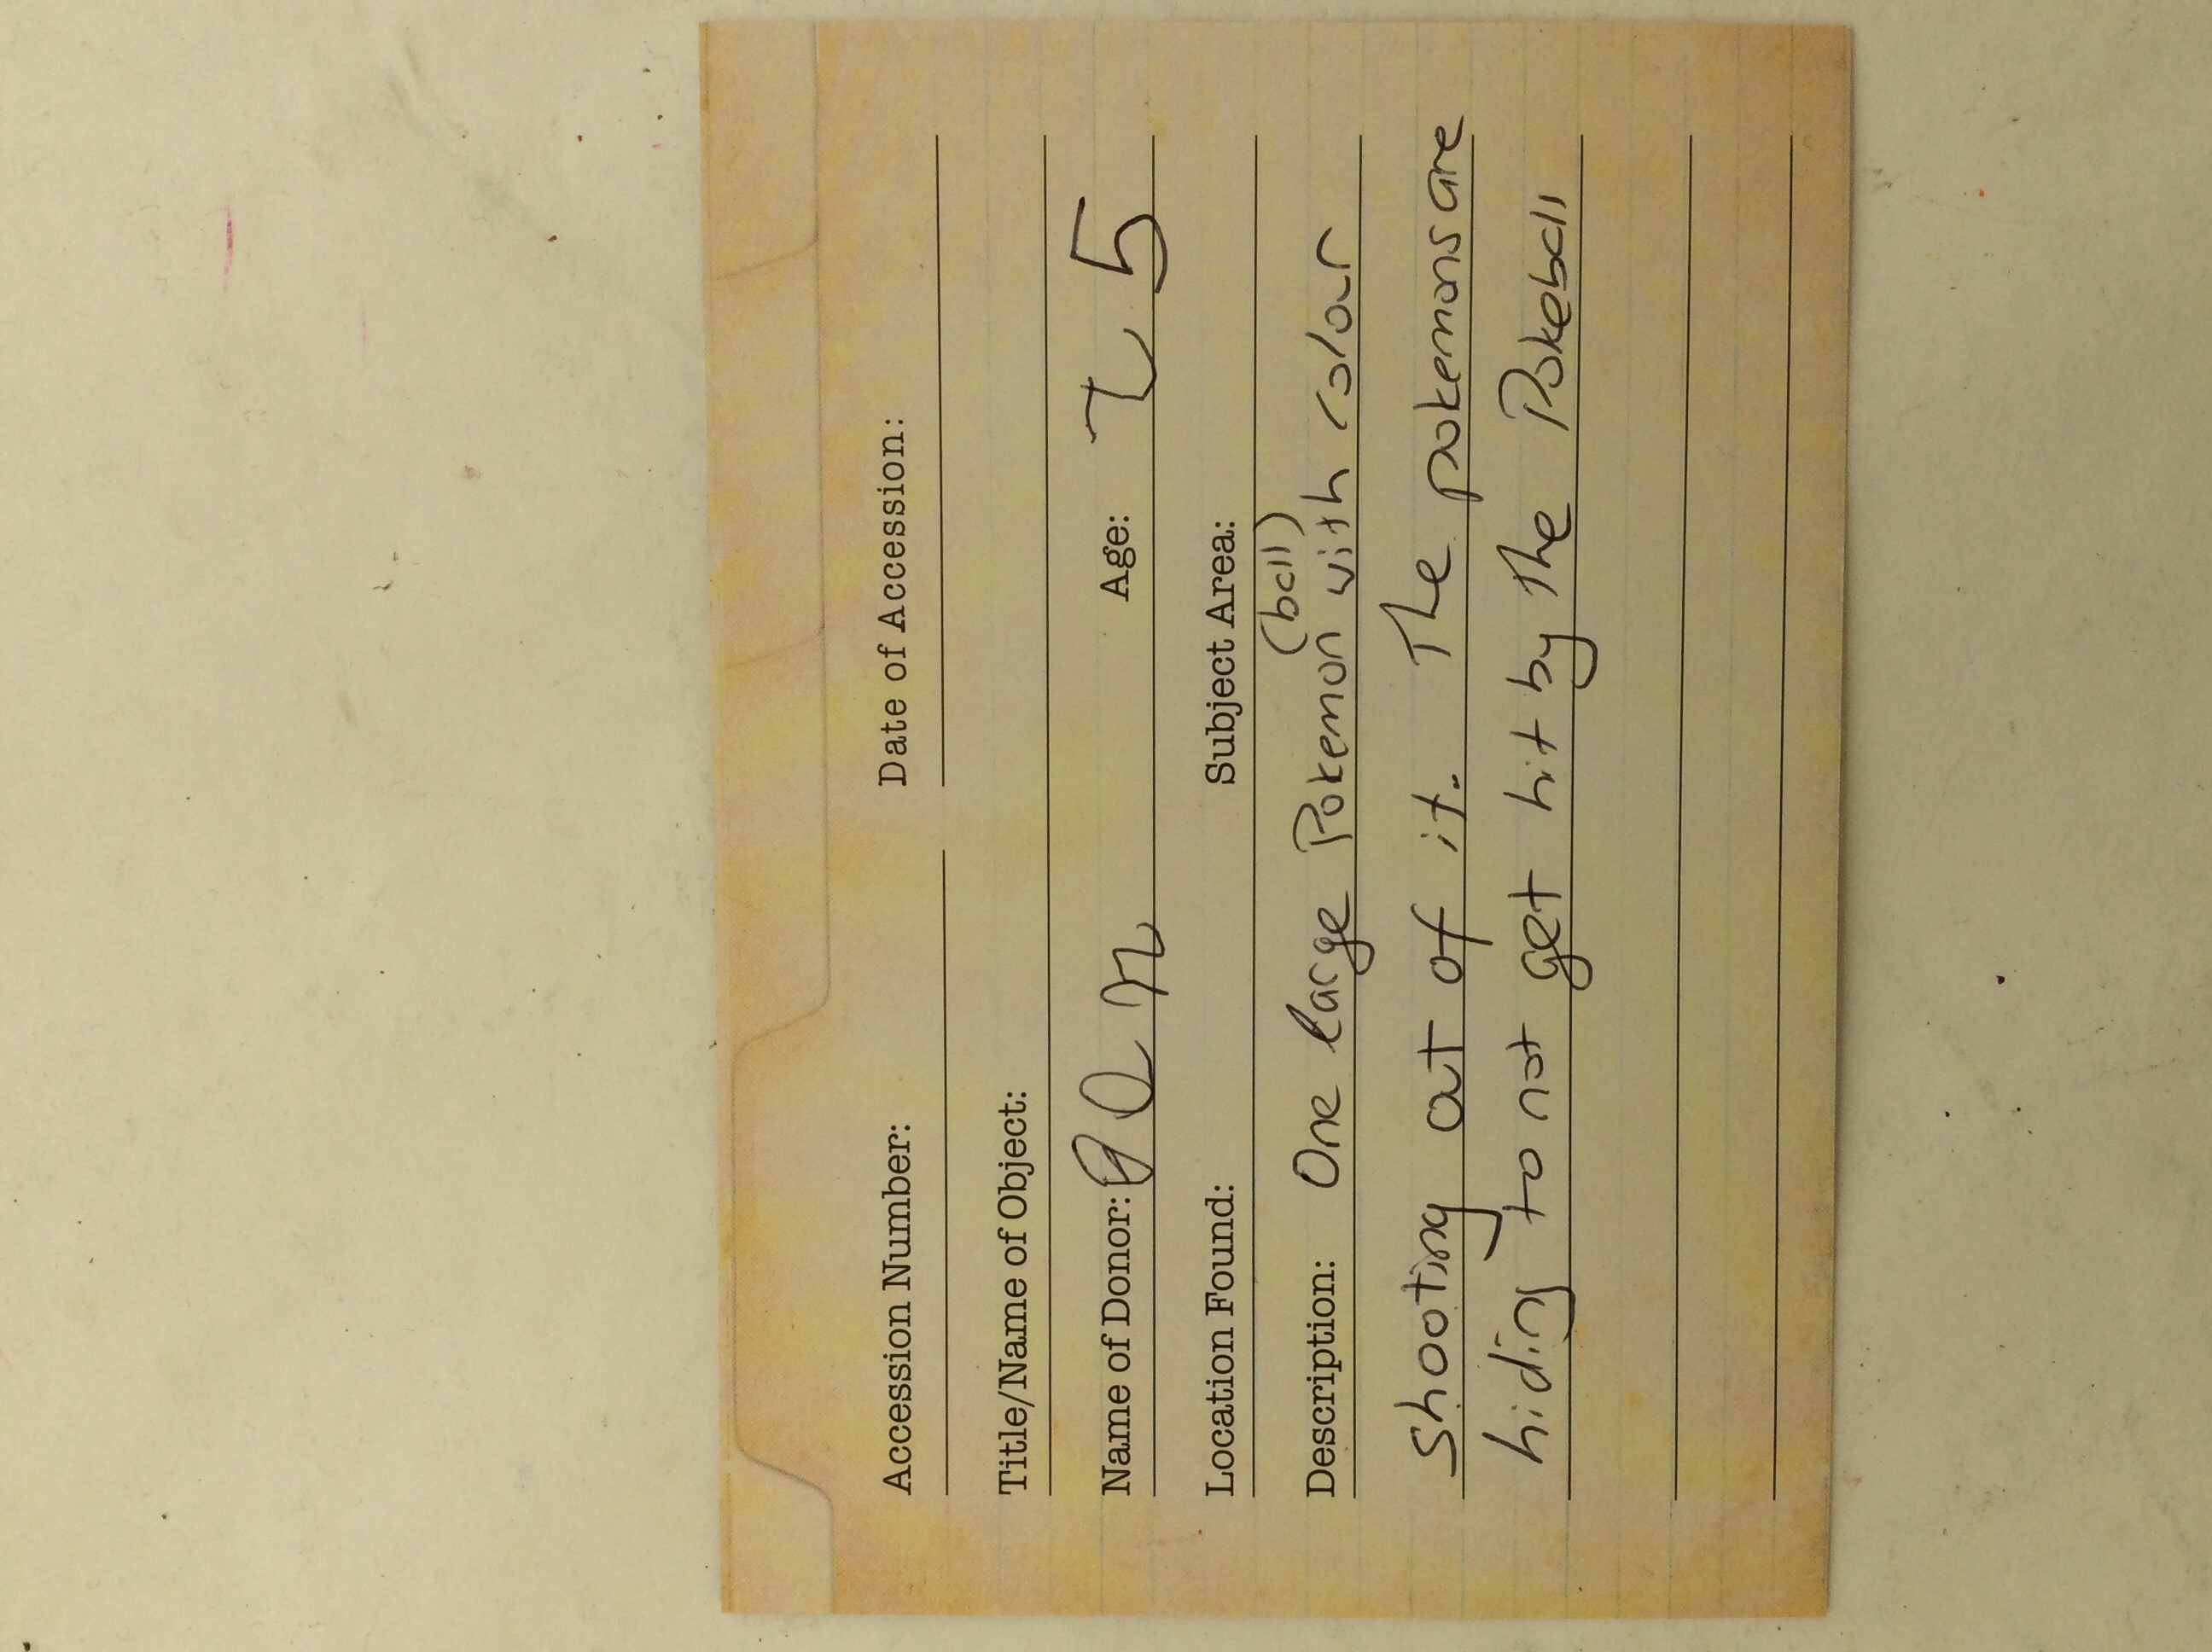 Accession Number: Date of Accession:
Title/Name of Object:
Name of Donor: Age: 5
Location Found: Subject Area:
(ball)
Description: One large Pokemon with colour
shooting out of it. The pokemons are
hiding to not get hit by the Pokeball